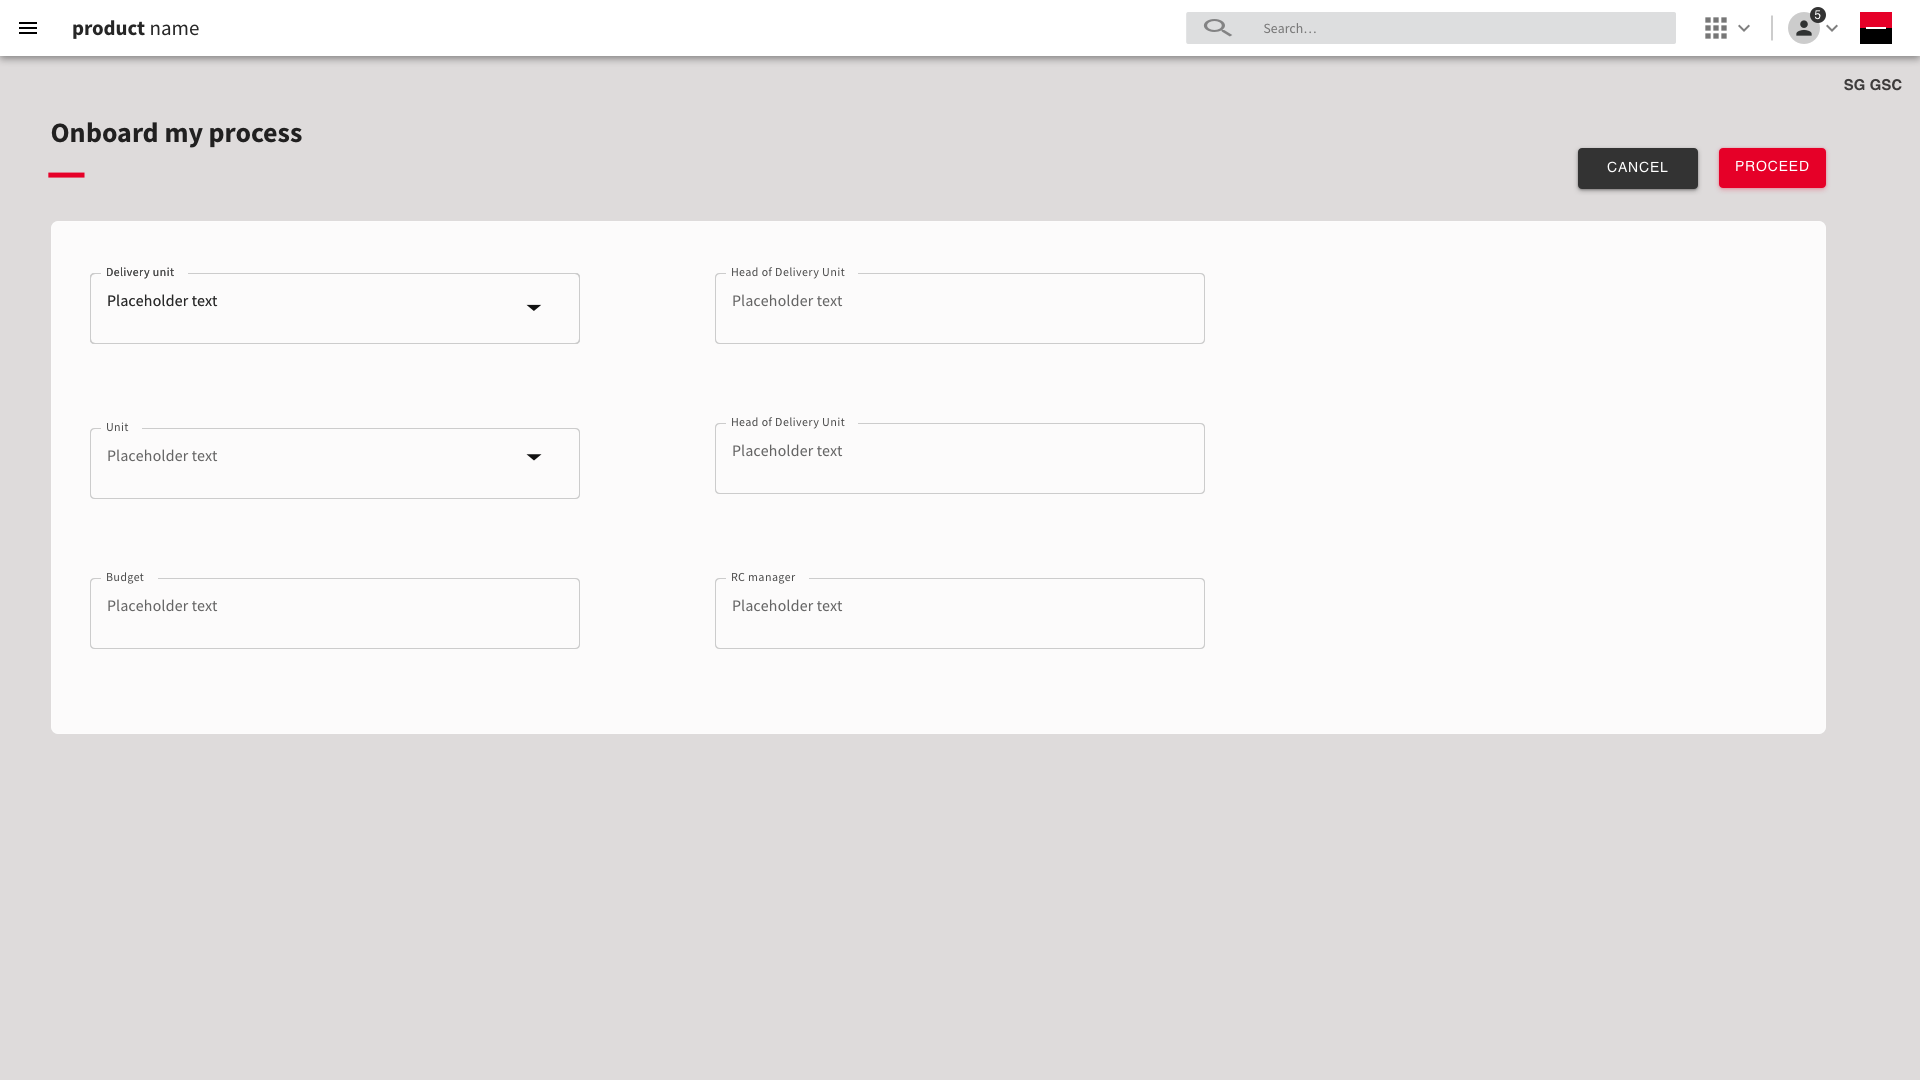 product name
Search...
5
SG GSC
Onboard my process
CANCEL
PROCEED
Delivery unit
Placeholder text
Head of Delivery Unit
Placeholder text
Unit
Placeholder text
Head of Delivery Unit
Placeholder text
Budget
Placeholder text
RC manager
Placeholder text